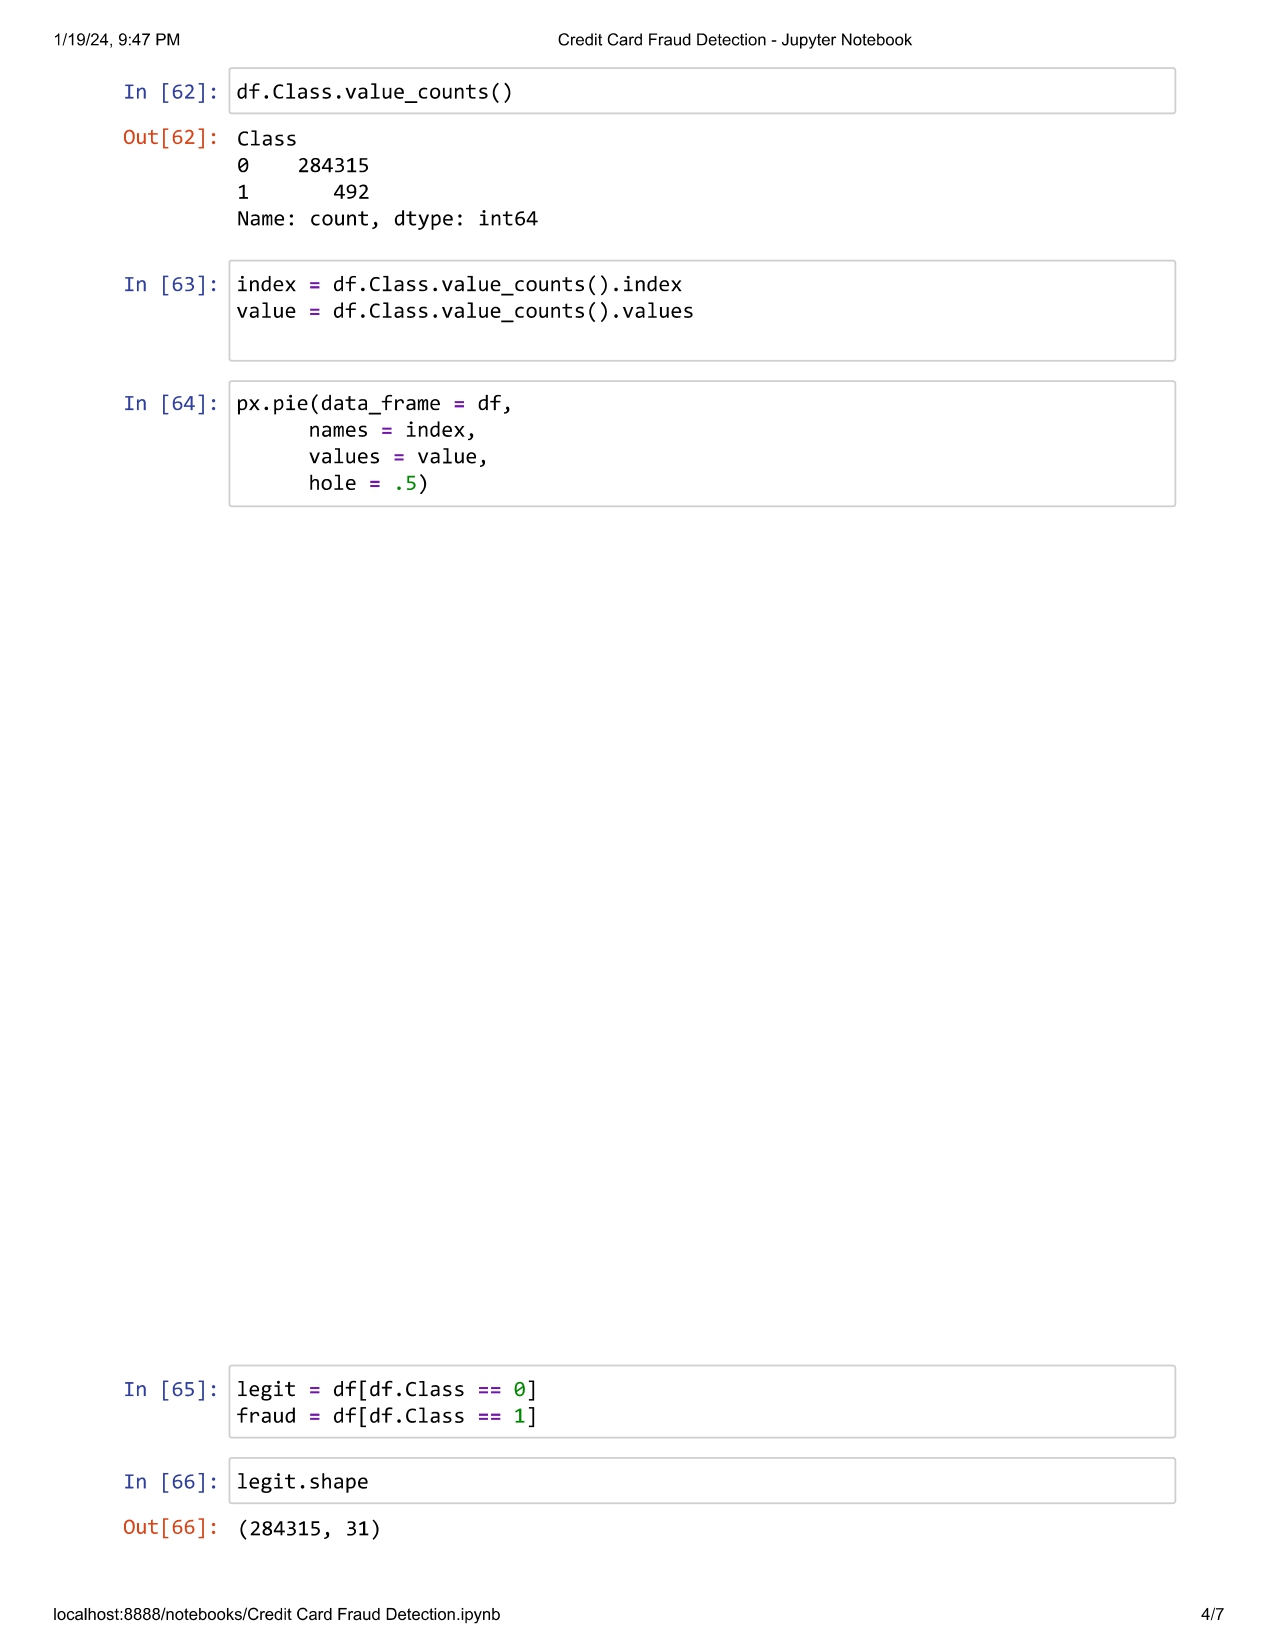 1/19/24, 9:47 PM Credit Card Fraud Detection - Jupyter Notebook
In [62]: df.Class.value_counts()
Out[62]: Class
0    284315
1       492
Name: count, dtype: int64
In [63]: index = df.Class.value_counts().index
value = df.Class.value_counts().values
In [64]: px.pie(data_frame = df,
      names = index,
      values = value,
      hole = .5)
In [65]: legit = df[df.Class == 0]
fraud = df[df.Class == 1]
In [66]: legit.shape
Out[66]: (284315, 31)
localhost:8888/notebooks/Credit Card Fraud Detection.ipynb 4/7